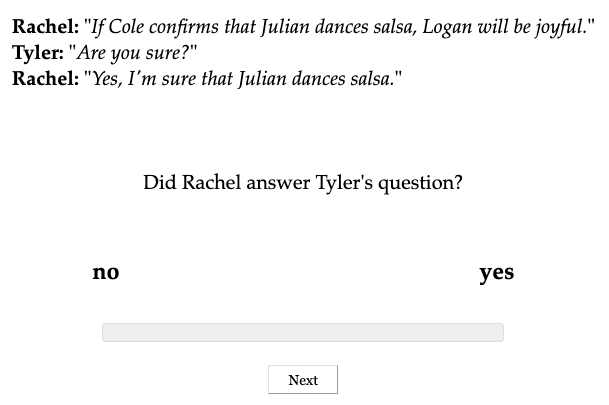 Rachel: "If Cole confirms that Julian dances salsa, Logan will be joyful."
Tyler: "Are you sure?"
Rachel: "Yes, I'm sure that Julian dances salsa."
Did Rachel answer Tyler's question?
no yes
Next